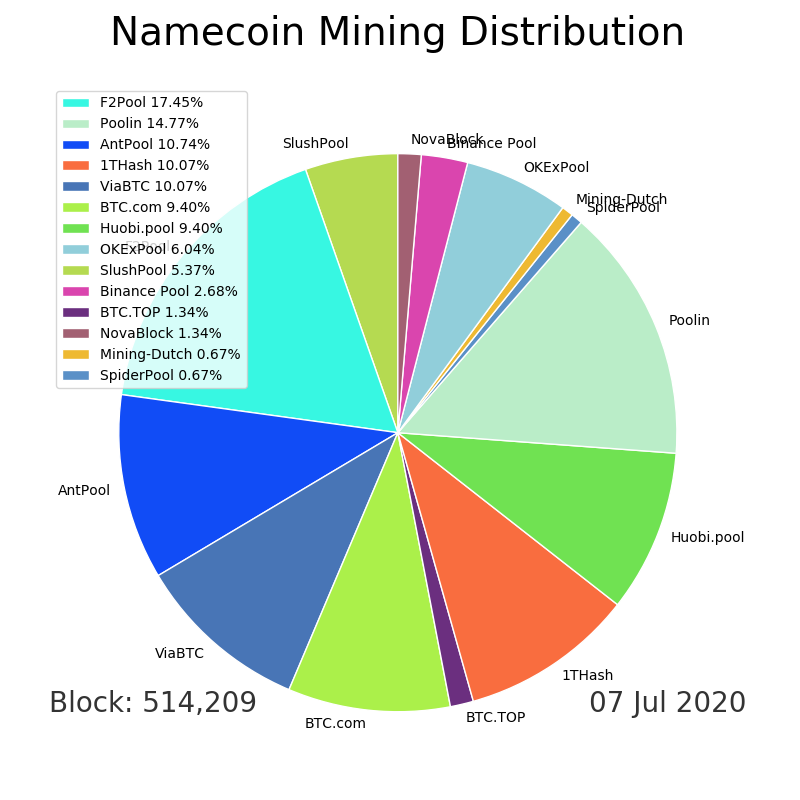 Namecoin Mining Distribution
F2Pool 17.45%
Poolin 14.77%
AntPool 10.74%
1THash 10.07%
ViaBTC 10.07%
BTC.com 9.40%
Huobi.pool 9.40%
OKExPool 6.04%
SlushPool 5.37%
Binance Pool 2.68%
BTC.TOP 1.34%
NovaBlock 1.34%
Mining-Dutch 0.67%
SpiderPool 0.67%
SlushPool
NovaBlock
Binance Pool
OKExPool
Mining-Dutch
SpiderPool
F2Pool
Poolin
AntPool
Huobi.pool
ViaBTC
1THash
BTC.com
BTC.TOP
Block: 514,209
07 Jul 2020